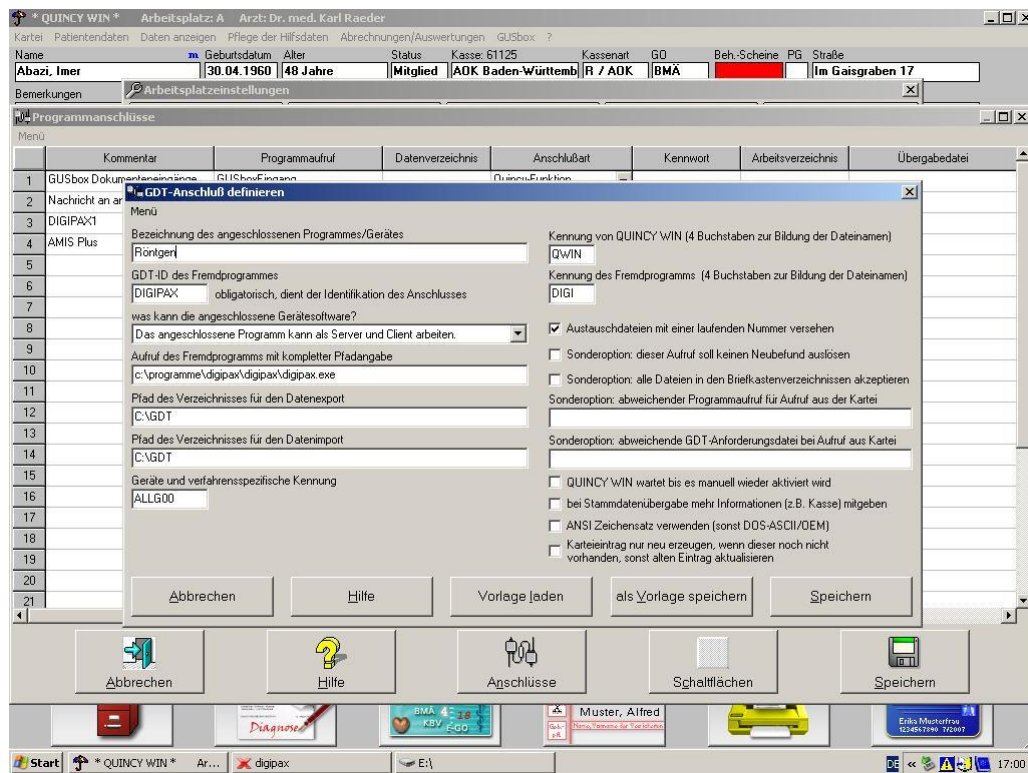 * QUINCY WIN * Arbeitsplatz: A Arzt: Dr. med. Karl Raeder
Kartei Patientendaten Daten anzeigen Pflege der Hilfsdaten Abrechnungen/Auswertungen GUSbox ?
Name m Geburtsdatum Alter Status Kasse: 61125 Kassenart GO Beh.-Scheine PG Straße
Abazi, Imer 30.04.1960 48 Jahre Mitglied AOK Baden-Württemb R / AOK BMÄ Im Gaisgraben 17
Bemerkungen
Arbeitsplatzeinstellungen
Programmanschlüsse
Menü
Kommentar Programmaufruf Datenverzeichnis Anschlußart Kennwort Arbeitsverzeichnis Übergabedatei
1 GUSbox Dokumenteneingänge GUSboxEingang Quincy-Funktion
2 Nachricht an ar
3 DIGIPAX1
4 AMIS Plus
5
6
7
8
9
10
11
12
13
14
15
16
17
18
19
20
21
GDT-Anschluß definieren
Menü
Bezeichnung des angeschlossenen Programmes/Gerätes
Röntgen
GDT-ID des Fremdprogrammes
DIGIPAX obligatorisch, dient der Identifikation des Anschlusses
was kann die angeschlossene Gerätesoftware?
Das angeschlossene Programm kann als Server und Client arbeiten.
Aufruf des Fremdprogramms mit kompletter Pfadangabe
c:\programme\digipax\digipax\digipax.exe
Pfad des Verzeichnisses für den Datenexport
C:\GDT
Pfad des Verzeichnisses für den Datenimport
C:\GDT
Geräte und verfahrensspezifische Kennung
ALLG00
Kennung von QUINCY WIN (4 Buchstaben zur Bildung der Dateinamen)
QWIN
Kennung des Fremdprogramms (4 Buchstaben zur Bildung der Dateinamen)
DIGI
Austauschdateien mit einer laufenden Nummer versehen
Sonderoption: dieser Aufruf soll keinen Neubefund auslösen
Sonderoption: alle Dateien in den Briefkastenverzeichnissen akzeptieren
Sonderoption: abweichender Programmaufruf für Aufruf aus der Kartei
Sonderoption: abweichende GDT-Anforderungsdatei bei Aufruf aus Kartei
QUINCY WIN wartet bis es manuell wieder aktiviert wird
bei Stammdatenübergabe mehr Informationen (z.B. Kasse) mitgeben
ANSI Zeichensatz verwenden (sonst DOS-ASCII/OEM)
Karteieintrag nur neu erzeugen, wenn dieser noch nicht
vorhanden, sonst alten Eintrag aktualisieren
Abbrechen Hilfe Vorlage laden als Vorlage speichern Speichern
Abbrechen Hilfe Anschlüsse Schaltflächen Speichern
Diagnose
BMÄ 4
KBV E-GO 18
Muster, Alfred
Erika Musterfrau
1234567890 7/2007
Start * QUINCY WIN * Ar... digipax E:\ DE « 17:00